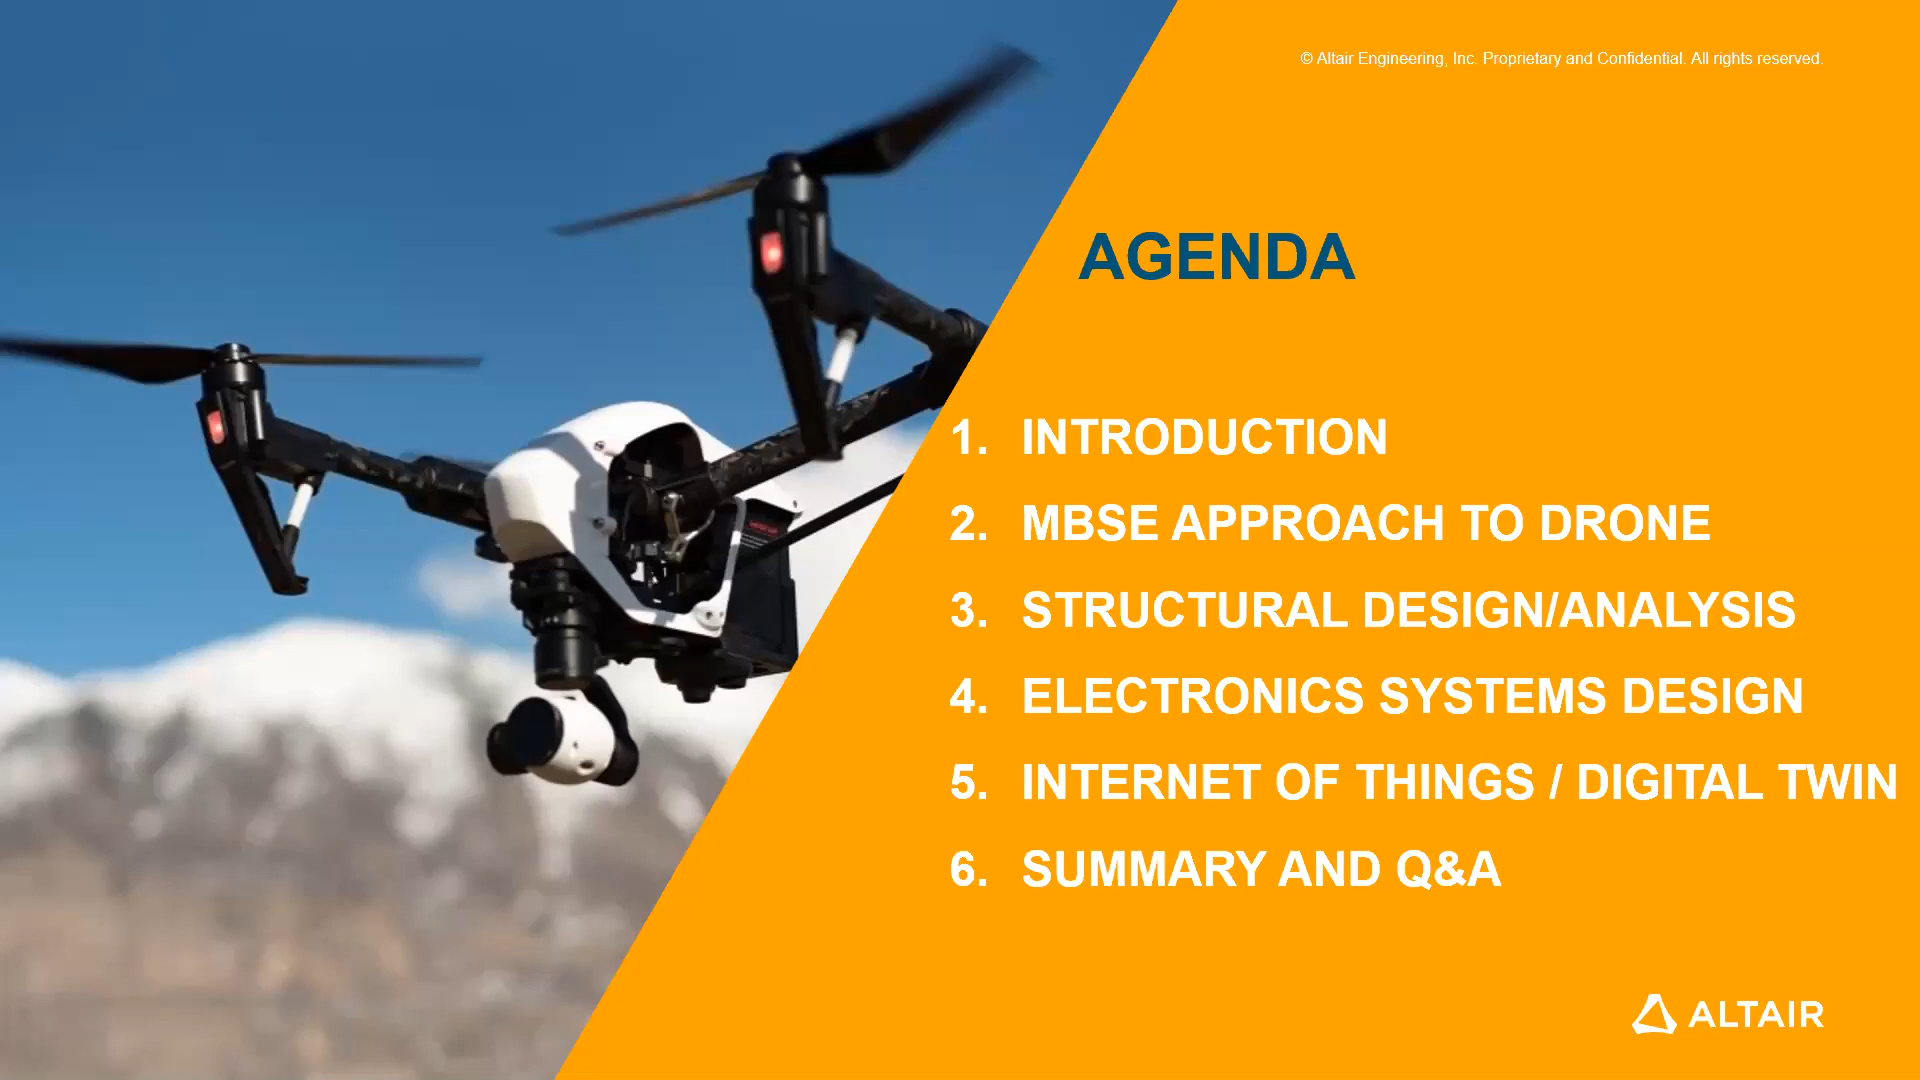 © Altair Engineering, Inc. Proprietary and Confidential. All rights reserved.
AGENDA
1. INTRODUCTION
2. MBSE APPROACH TO DRONE
3. STRUCTURAL DESIGN/ANALYSIS
4. ELECTRONICS SYSTEMS DESIGN
5. INTERNET OF THINGS / DIGITAL TWIN
6. SUMMARY AND Q&A
ALTAIR